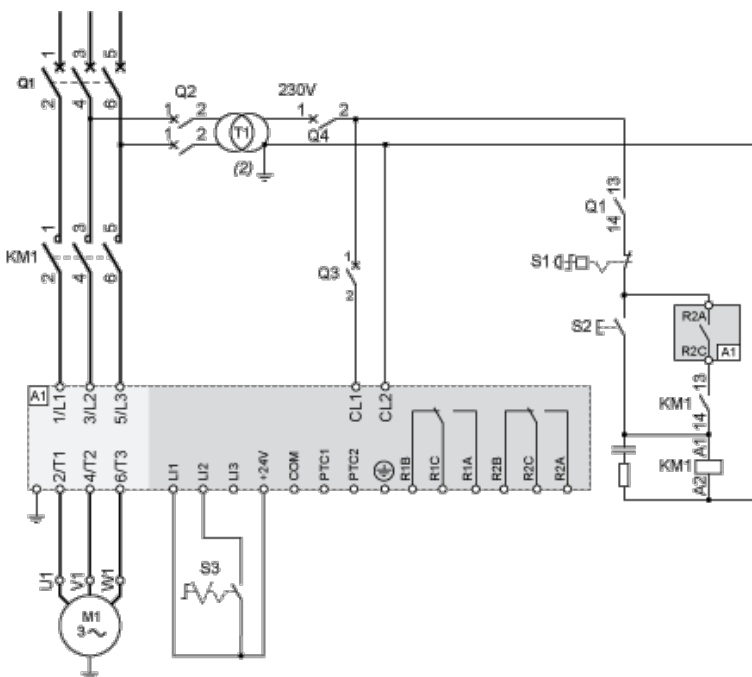 1 3 5
Q1
2 4 6
Q2
1 2
1 2
T1
(2)
230V
1 2
Q4
13
Q1
14
1 3 5
KM1
2 4 6
1
Q3
2
S1
S2
R2A
R2C
A1
13
KM1
14
A1
KM1
A2
A1
1/L1 3/L2 5/L3 CL1 CL2
2/T1 4/T2 6/T3 LI1 LI2 LI3 +24V COM PTC1 PTC2 R1B R1C R1A R2B R2C R2A
S3
U1 V1 W1
M1
3